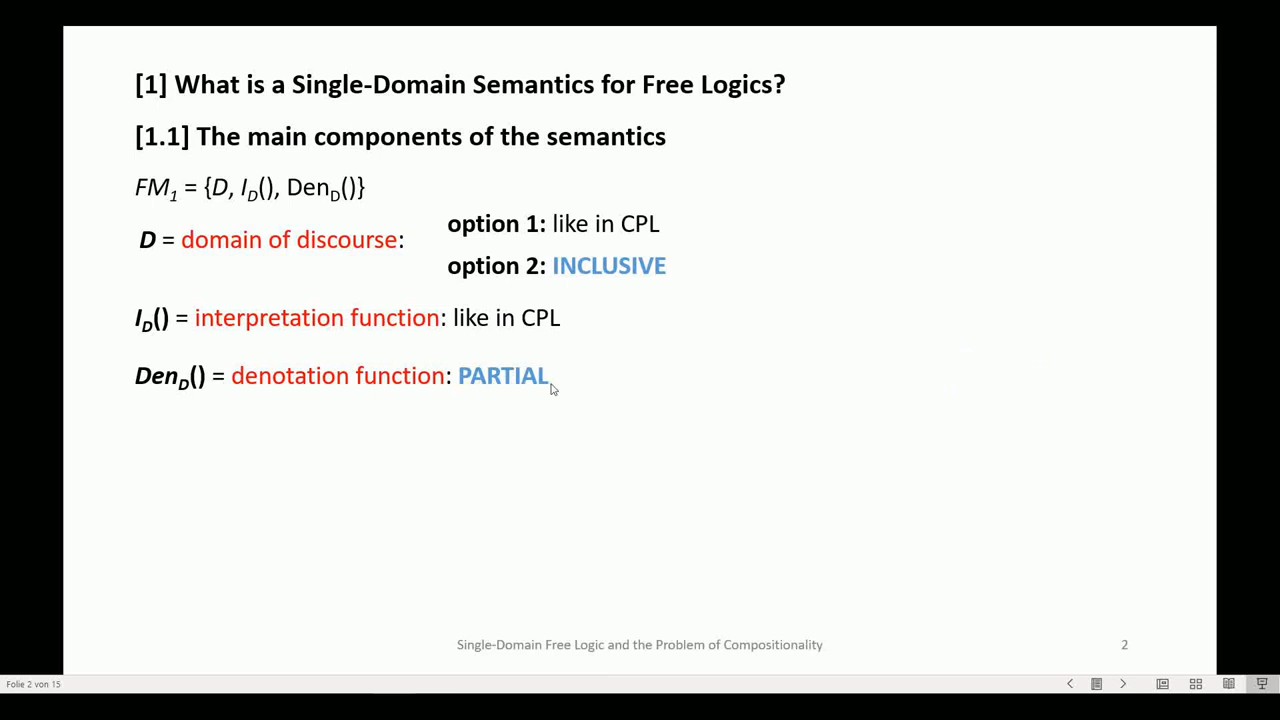 [1] What is a Single-Domain Semantics for Free Logics?
[1.1] The main components of the semantics
FM1 = {D, ID(), DenD()}
D = domain of discourse:
option 1: like in CPL
option 2: INCLUSIVE
ID() = interpretation function: like in CPL
DenD() = denotation function: PARTIAL
Single-Domain Free Logic and the Problem of Compositionality
2
Folie 2 von 15